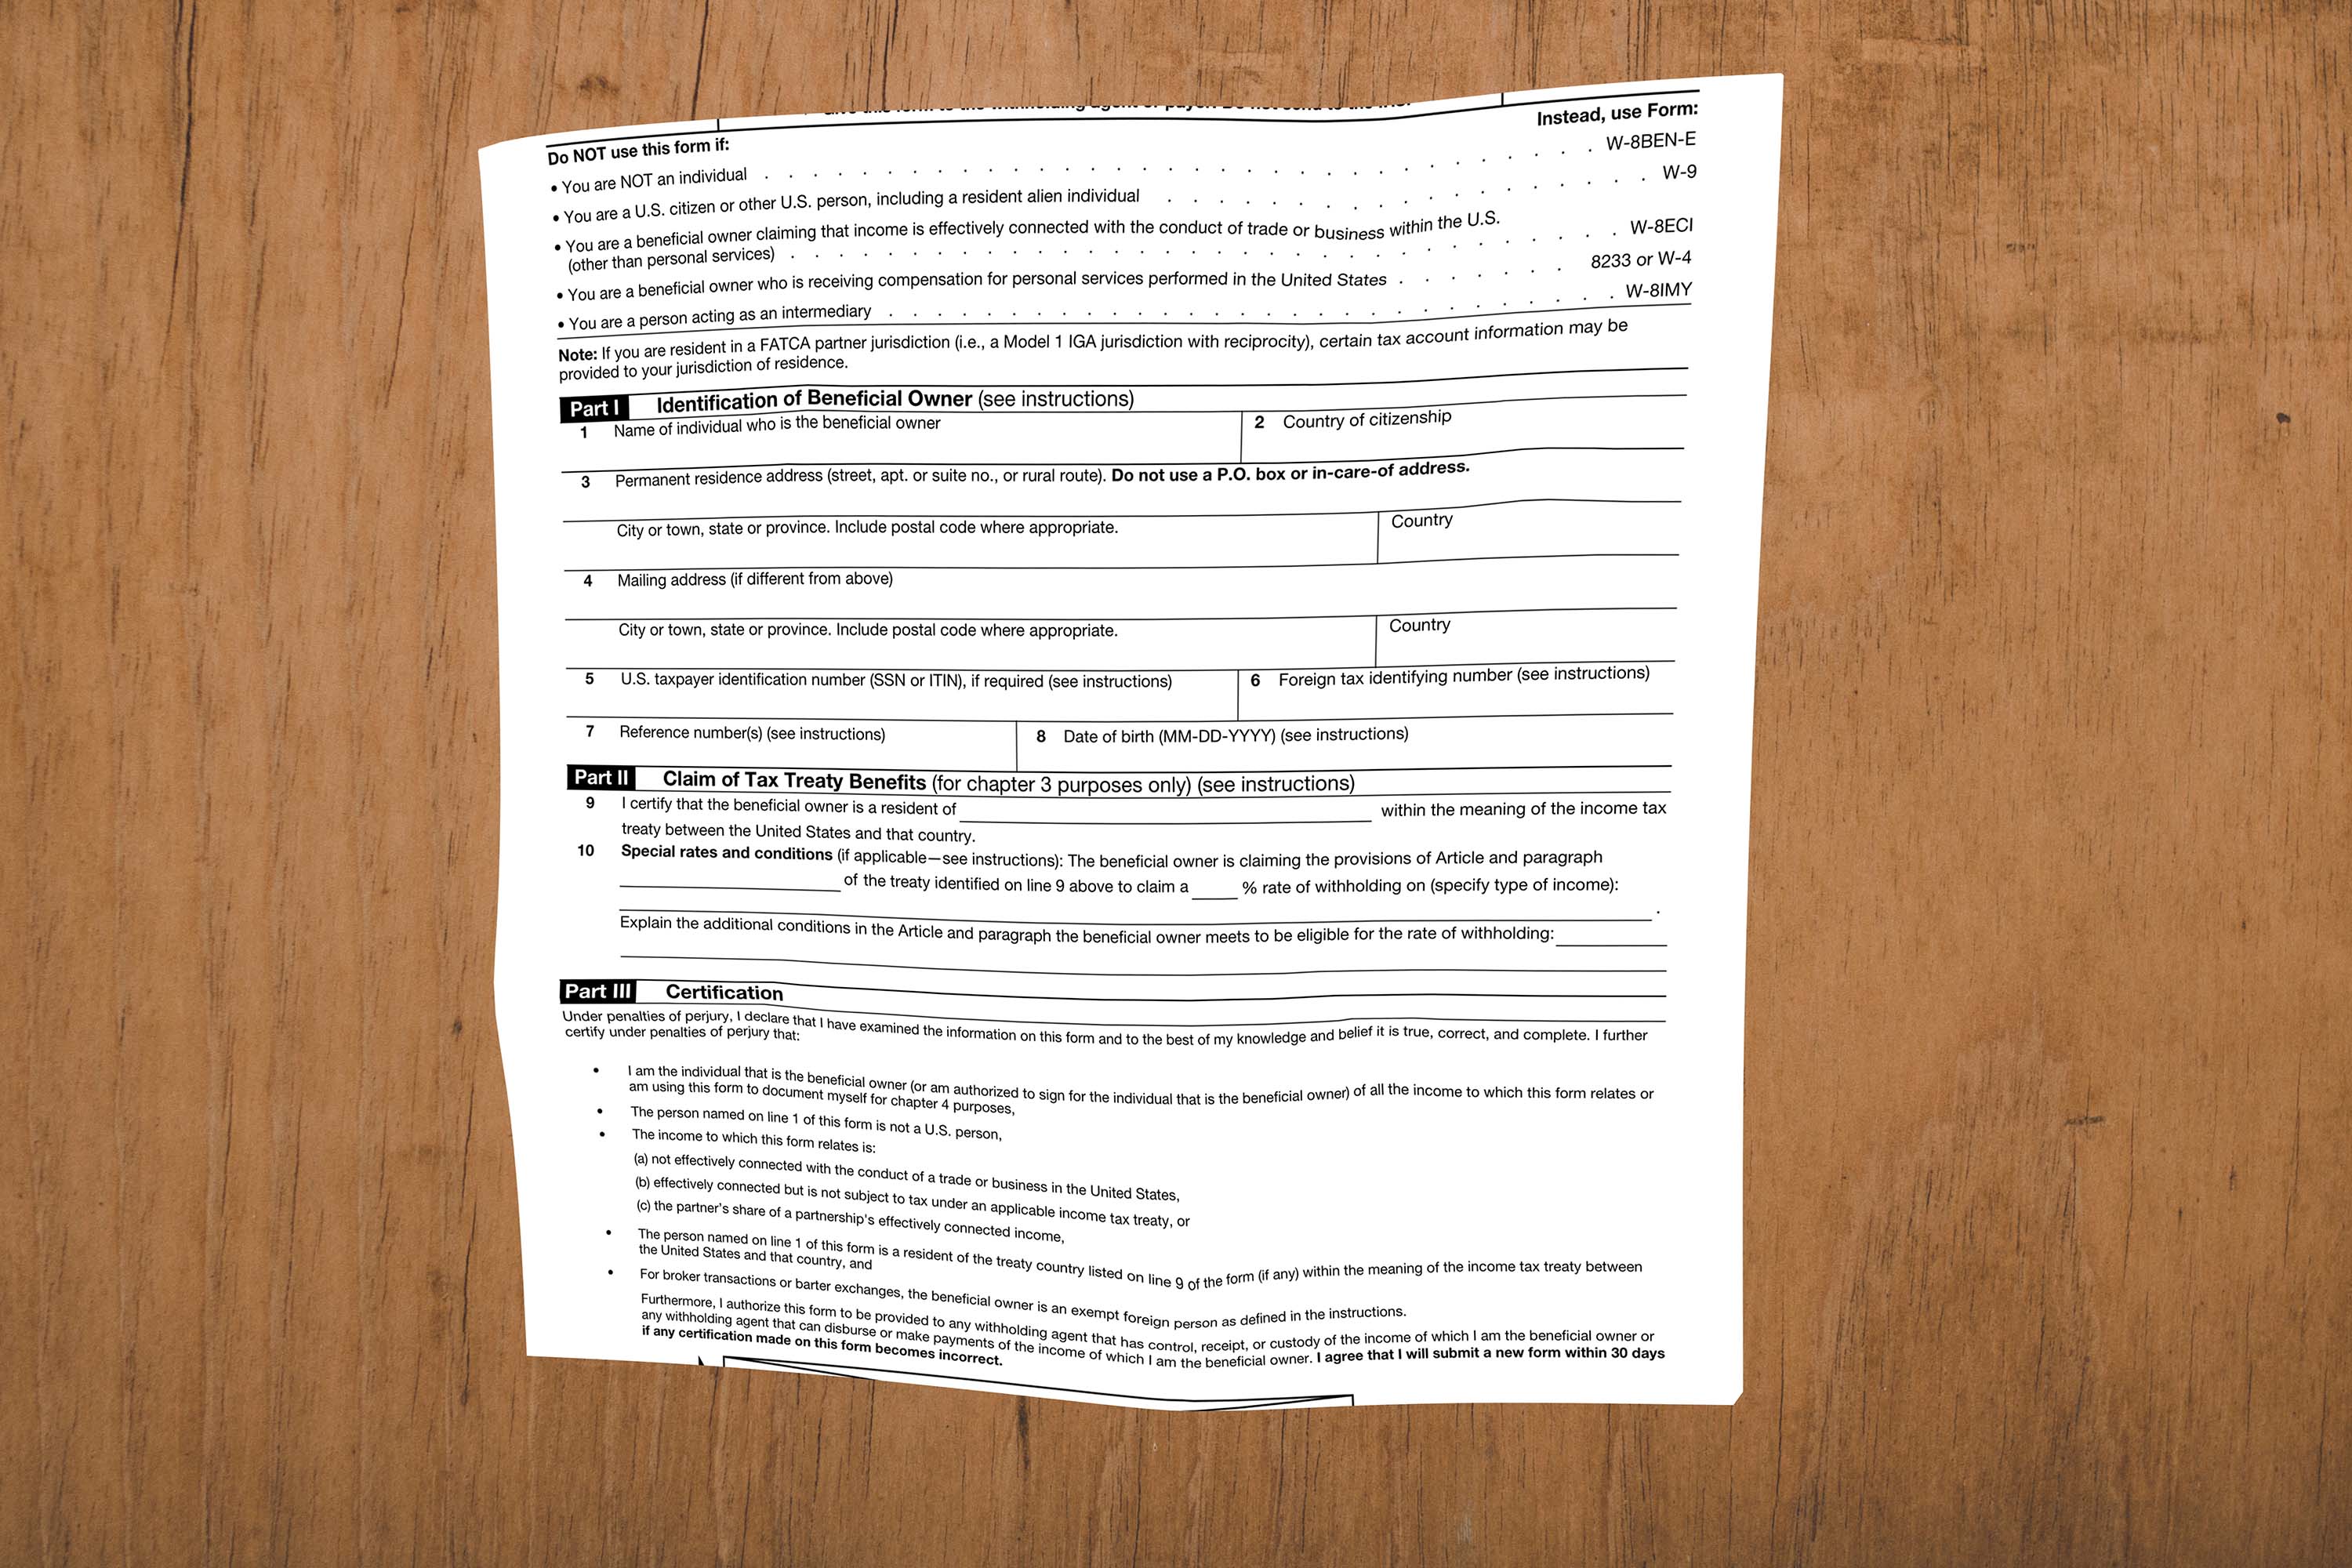 Instead, use Form:
Do NOT use this form if:
• You are NOT an individual . . . . . . . . . . . . . . . . . . . . . . . W-8BEN-E
• You are a U.S. citizen or other U.S. person, including a resident alien individual . . . . . . . . . . . W-9
• You are a beneficial owner claiming that income is effectively connected with the conduct of trade or business within the U.S.
(other than personal services) . . . . . . . . . . . . . . . . . . . . . . W-8ECI
• You are a beneficial owner who is receiving compensation for personal services performed in the United States . . . . . . 8233 or W-4
• You are a person acting as an intermediary . . . . . . . . . . . . . . . . . . . . W-8IMY
Note: If you are resident in a FATCA partner jurisdiction (i.e., a Model 1 IGA jurisdiction with reciprocity), certain tax account information may be
provided to your jurisdiction of residence.
Part I Identification of Beneficial Owner (see instructions)
1 Name of individual who is the beneficial owner
2 Country of citizenship
3 Permanent residence address (street, apt. or suite no., or rural route). Do not use a P.O. box or in-care-of address.
City or town, state or province. Include postal code where appropriate.
Country
4 Mailing address (if different from above)
City or town, state or province. Include postal code where appropriate.
Country
5 U.S. taxpayer identification number (SSN or ITIN), if required (see instructions)
6 Foreign tax identifying number (see instructions)
7 Reference number(s) (see instructions)
8 Date of birth (MM-DD-YYYY) (see instructions)
Part II Claim of Tax Treaty Benefits (for chapter 3 purposes only) (see instructions)
9 I certify that the beneficial owner is a resident of ____ within the meaning of the income tax
treaty between the United States and that country.
10 Special rates and conditions (if applicable—see instructions): The beneficial owner is claiming the provisions of Article and paragraph
____ of the treaty identified on line 9 above to claim a ____ % rate of withholding on (specify type of income):
____ .
Explain the additional conditions in the Article and paragraph the beneficial owner meets to be eligible for the rate of withholding: ____
Part III Certification
Under penalties of perjury, I declare that I have examined the information on this form and to the best of my knowledge and belief it is true, correct, and complete. I further
certify under penalties of perjury that:
• I am the individual that is the beneficial owner (or am authorized to sign for the individual that is the beneficial owner) of all the income to which this form relates or
am using this form to document myself for chapter 4 purposes,
• The person named on line 1 of this form is not a U.S. person,
• The income to which this form relates is:
(a) not effectively connected with the conduct of a trade or business in the United States,
(b) effectively connected but is not subject to tax under an applicable income tax treaty, or
(c) the partner's share of a partnership's effectively connected income,
• The person named on line 1 of this form is a resident of the treaty country listed on line 9 of the form (if any) within the meaning of the income tax treaty between
the United States and that country, and
• For broker transactions or barter exchanges, the beneficial owner is an exempt foreign person as defined in the instructions.
Furthermore, I authorize this form to be provided to any withholding agent that has control, receipt, or custody of the income of which I am the beneficial owner or
any withholding agent that can disburse or make payments of the income of which I am the beneficial owner. I agree that I will submit a new form within 30 days
if any certification made on this form becomes incorrect.